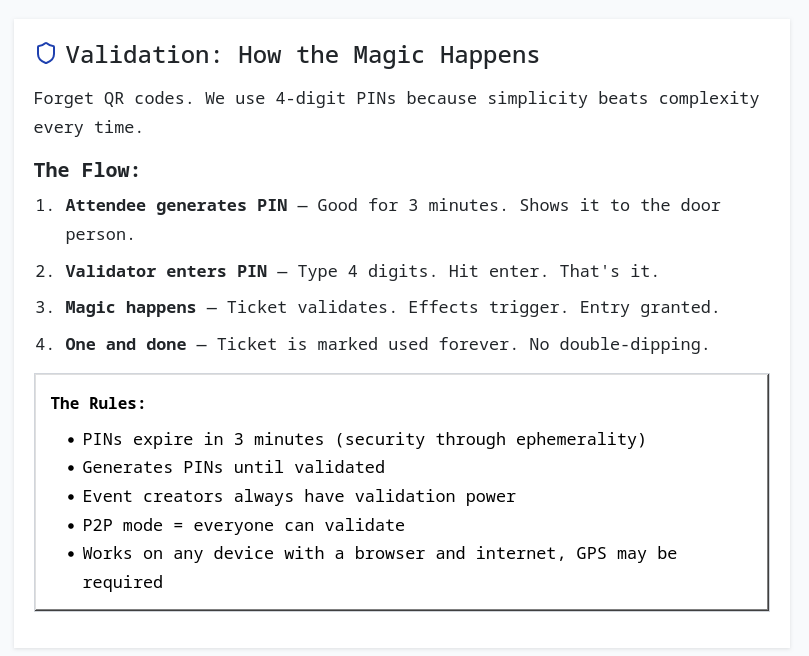 Validation: How the Magic Happens
Forget QR codes. We use 4-digit PINs because simplicity beats complexity
every time.
The Flow:
1. Attendee generates PIN — Good for 3 minutes. Shows it to the door
person.
2. Validator enters PIN — Type 4 digits. Hit enter. That's it.
3. Magic happens — Ticket validates. Effects trigger. Entry granted.
4. One and done — Ticket is marked used forever. No double-dipping.
The Rules:
• PINs expire in 3 minutes (security through ephemerality)
• Generates PINs until validated
• Event creators always have validation power
• P2P mode = everyone can validate
• Works on any device with a browser and internet, GPS may be
required